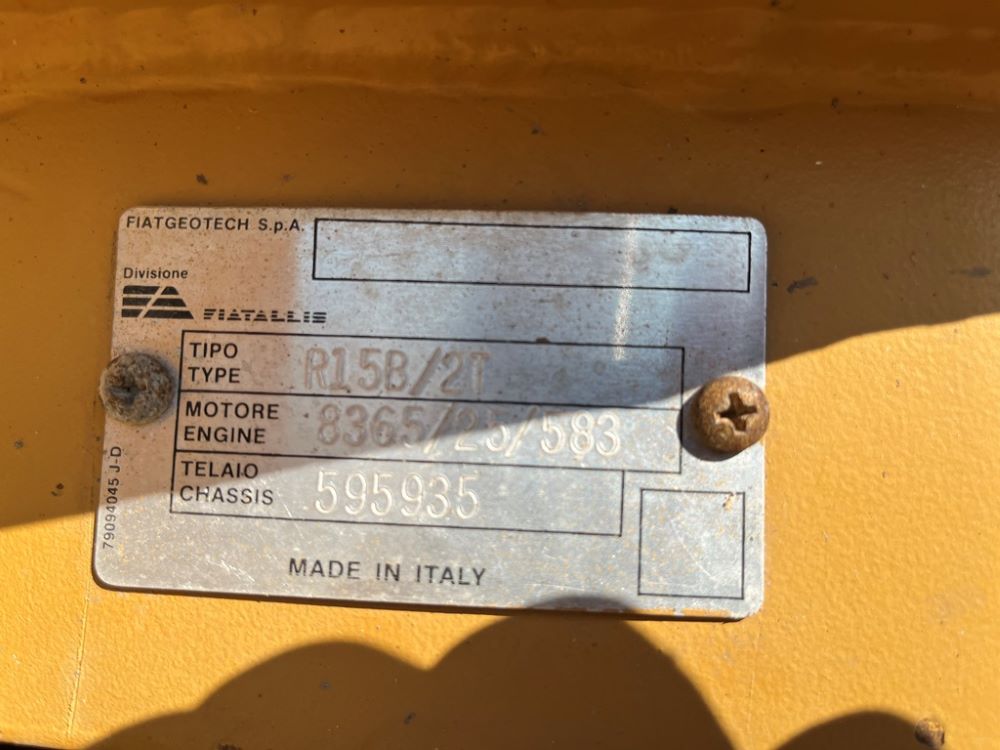 FIATGEOTECH S.p.A.
Divisione
FIATALLIS
TIPO
TYPE
R15B/2T
MOTORE
ENGINE
8365/25/583
TELAIO
CHASSIS
595935
79094045 J-D
MADE IN ITALY